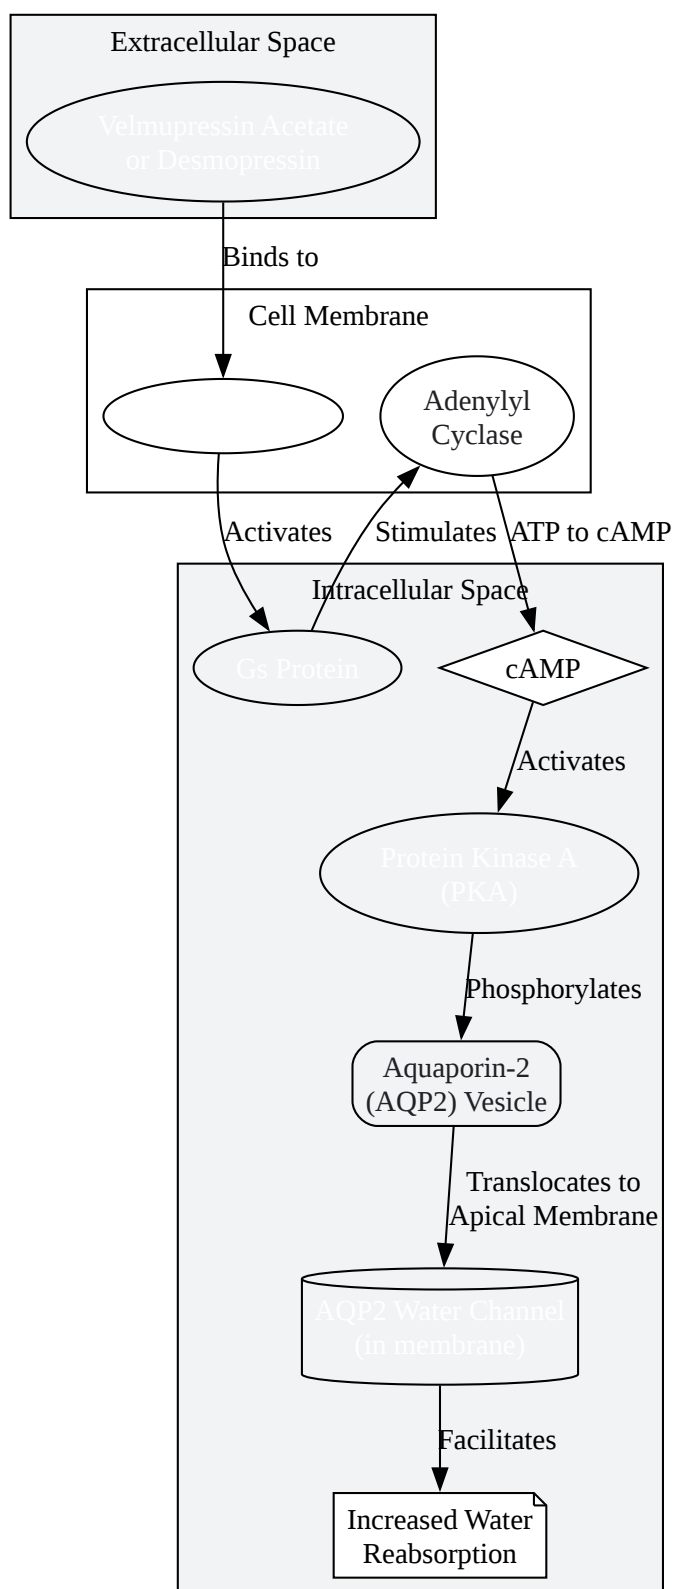 Extracellular Space
Velmupressin Acetate
or Desmopressin
Binds to
Cell Membrane
Adenylyl
Cyclase
Activates
Stimulates
ATP to cAMP
Intracellular Space
Gs Protein
cAMP
Activates
Protein Kinase A
(PKA)
Phosphorylates
Aquaporin-2
(AQP2) Vesicle
Translocates to
Apical Membrane
AQP2 Water Channel
(in membrane)
Facilitates
Increased Water
Reabsorption